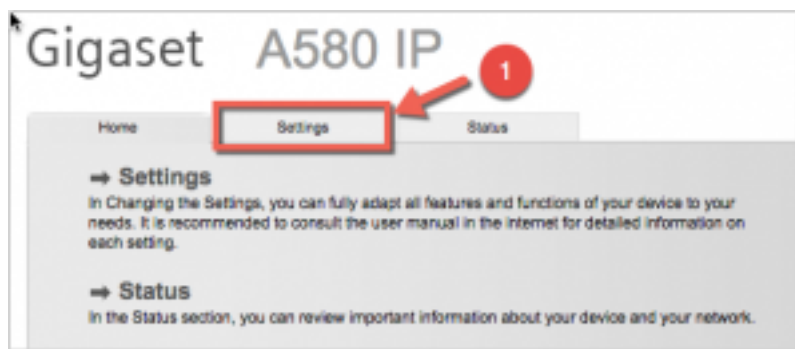 Gigaset A580 IP
1
Home Settings Status
➡ Settings
In Changing the Settings, you can fully adapt all features and functions of your device to your
needs. It is recommended to consult the user manual in the internet for detailed information on
each setting.
➡ Status
In the Status section, you can review important information about your device and your network.